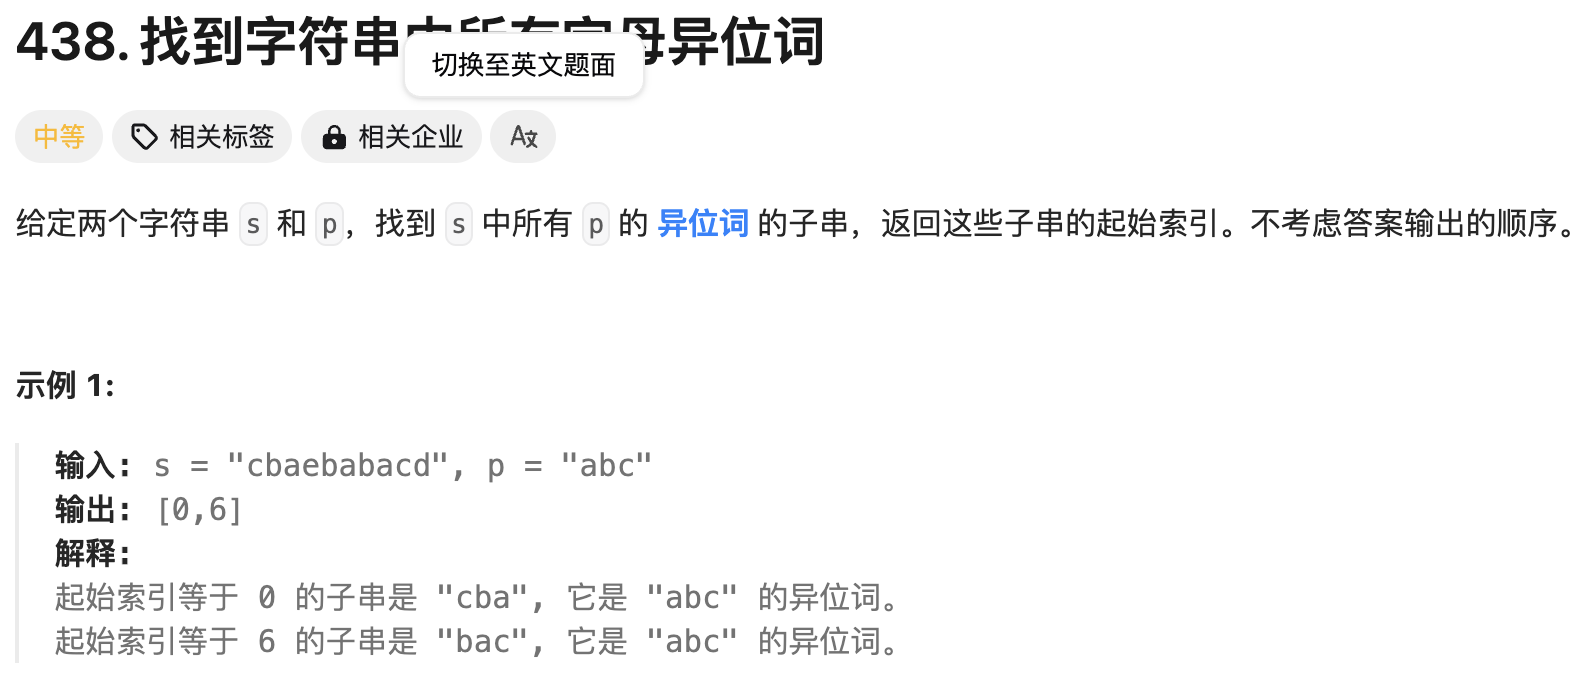 438. 找到字符串中所有字母异位词
切换至英文题面
中等 相关标签 相关企业
给定两个字符串 s 和 p，找到 s 中所有 p 的 异位词 的子串，返回这些子串的起始索引。不考虑答案输出的顺序。
示例 1:
输入: s = "cbaebabacd", p = "abc"
输出: [0,6]
解释:
起始索引等于 0 的子串是 "cba", 它是 "abc" 的异位词。
起始索引等于 6 的子串是 "bac", 它是 "abc" 的异位词。